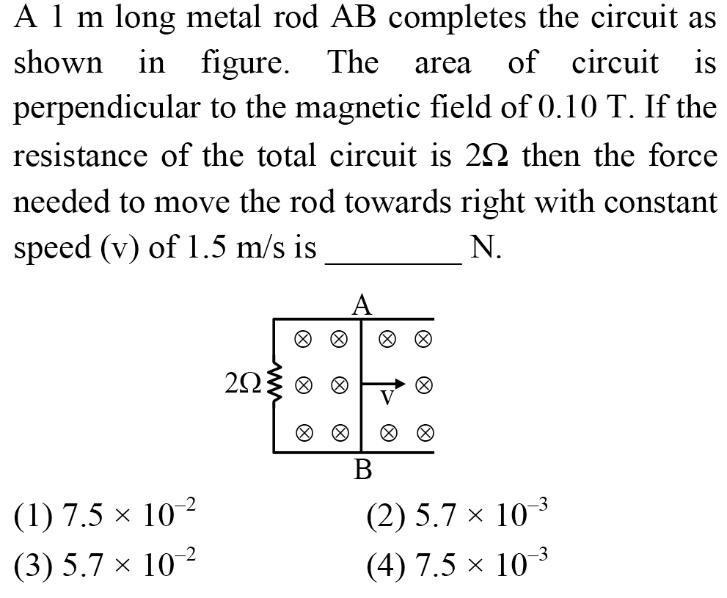 A 1 m long metal rod AB completes the circuit as
shown in figure. The area of circuit is
perpendicular to the magnetic field of 0.10 T. If the
resistance of the total circuit is 2Ω then the force
needed to move the rod towards right with constant
speed (v) of 1.5 m/s is _________ N.
A
2Ω
v
B
(1) 7.5 × 10⁻² (2) 5.7 × 10⁻³
(3) 5.7 × 10⁻² (4) 7.5 × 10⁻³